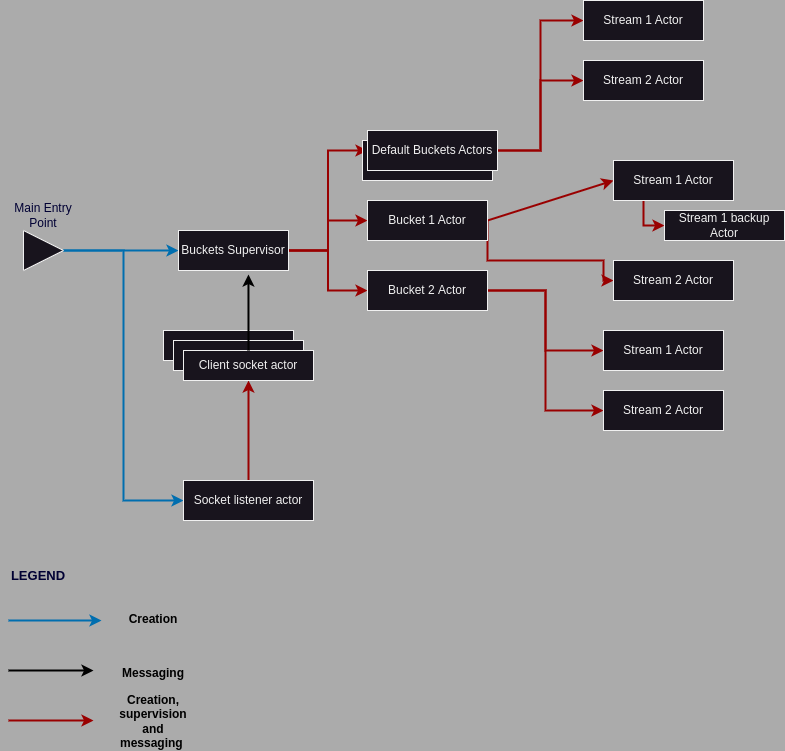 Stream 1 Actor
Stream 2 Actor
Default Buckets Actors
Stream 1 Actor
Main Entry
Point
Bucket 1 Actor
Stream 1 backup
Actor
Buckets Supervisor
Stream 2 Actor
Bucket 2 Actor
Stream 1 Actor
Client socket actor
Stream 2 Actor
Socket listener actor
LEGEND
Creation
Messaging
Creation,
supervision
and
messaging